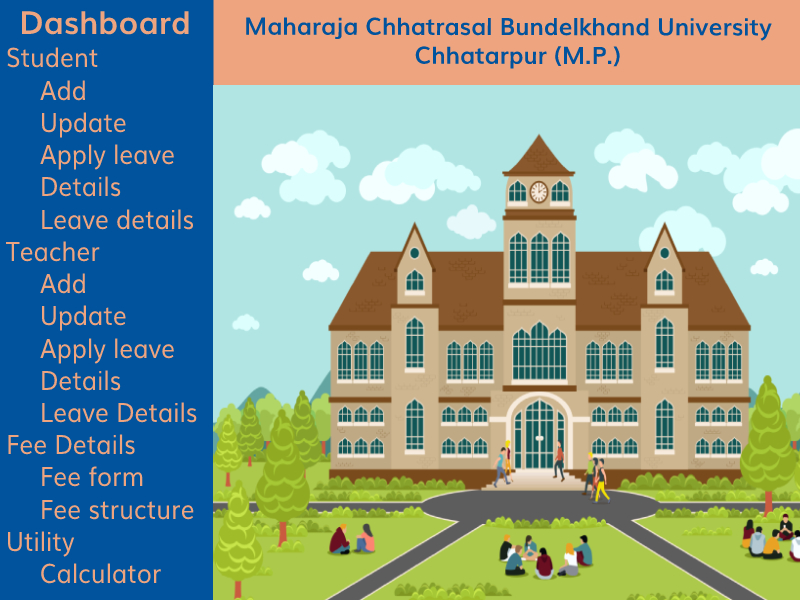 Dashboard
Student
Add
Update
Apply leave
Details
Leave details
Teacher
Add
Update
Apply leave
Details
Leave Details
Fee Details
Fee form
Fee structure
Utility
Calculator
Maharaja Chhatrasal Bundelkhand University
Chhatarpur (M.P.)